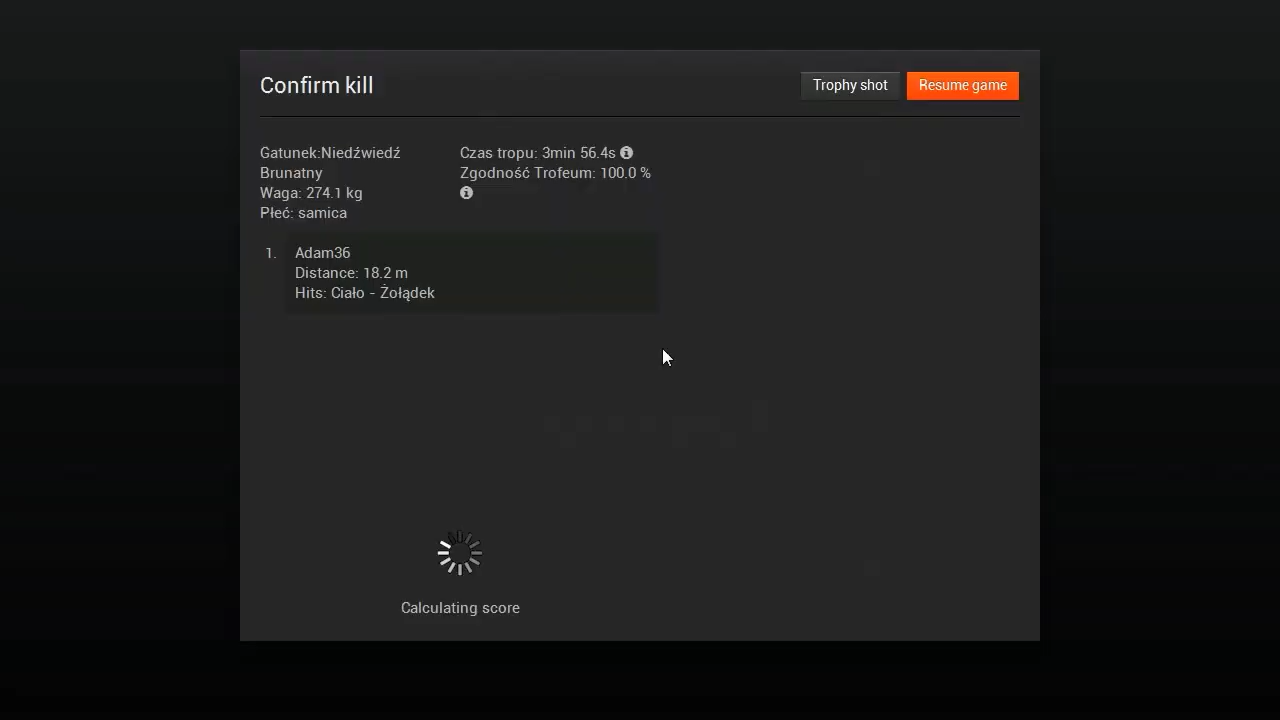 Confirm kill
Trophy shot
Resume game
Gatunek:Niedźwiedź
Brunatny
Waga: 274.1 kg
Płeć: samica
Czas tropu: 3min 56.4s
Zgodność Trofeum: 100.0 %
1.
Adam36
Distance: 18.2 m
Hits: Ciało - Żołądek
Calculating score